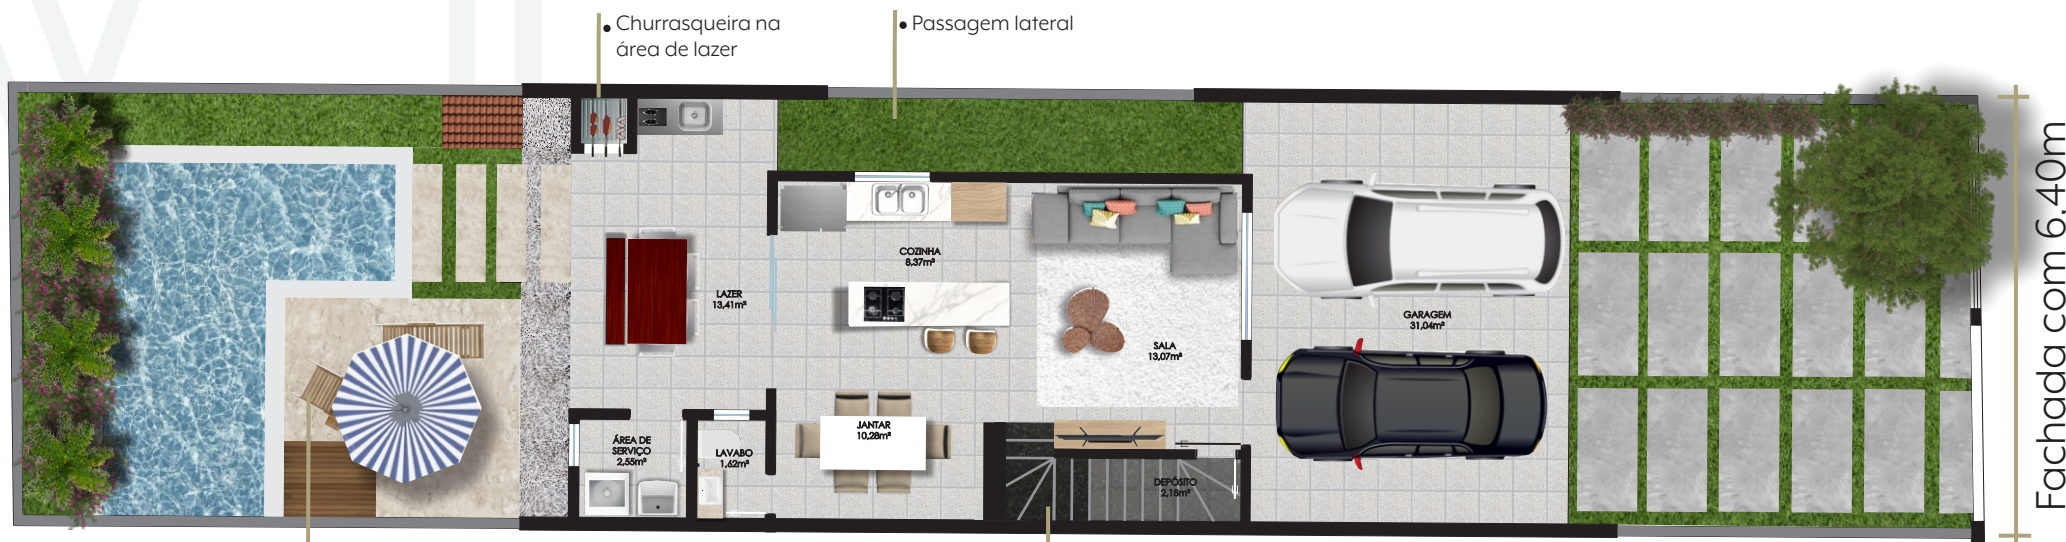 • Churrasqueira na
área de lazer
• Passagem lateral
COZINHA
8,37m²
LAZER
13,41m²
GARAGEM
31,04m²
SALA
13,07m²
JANTAR
10,28m²
ÁREA DE
SERVIÇO
2,55m²
LAVABO
1,62m²
DEPÓSITO
2,18m²
Fachada com 6,40m